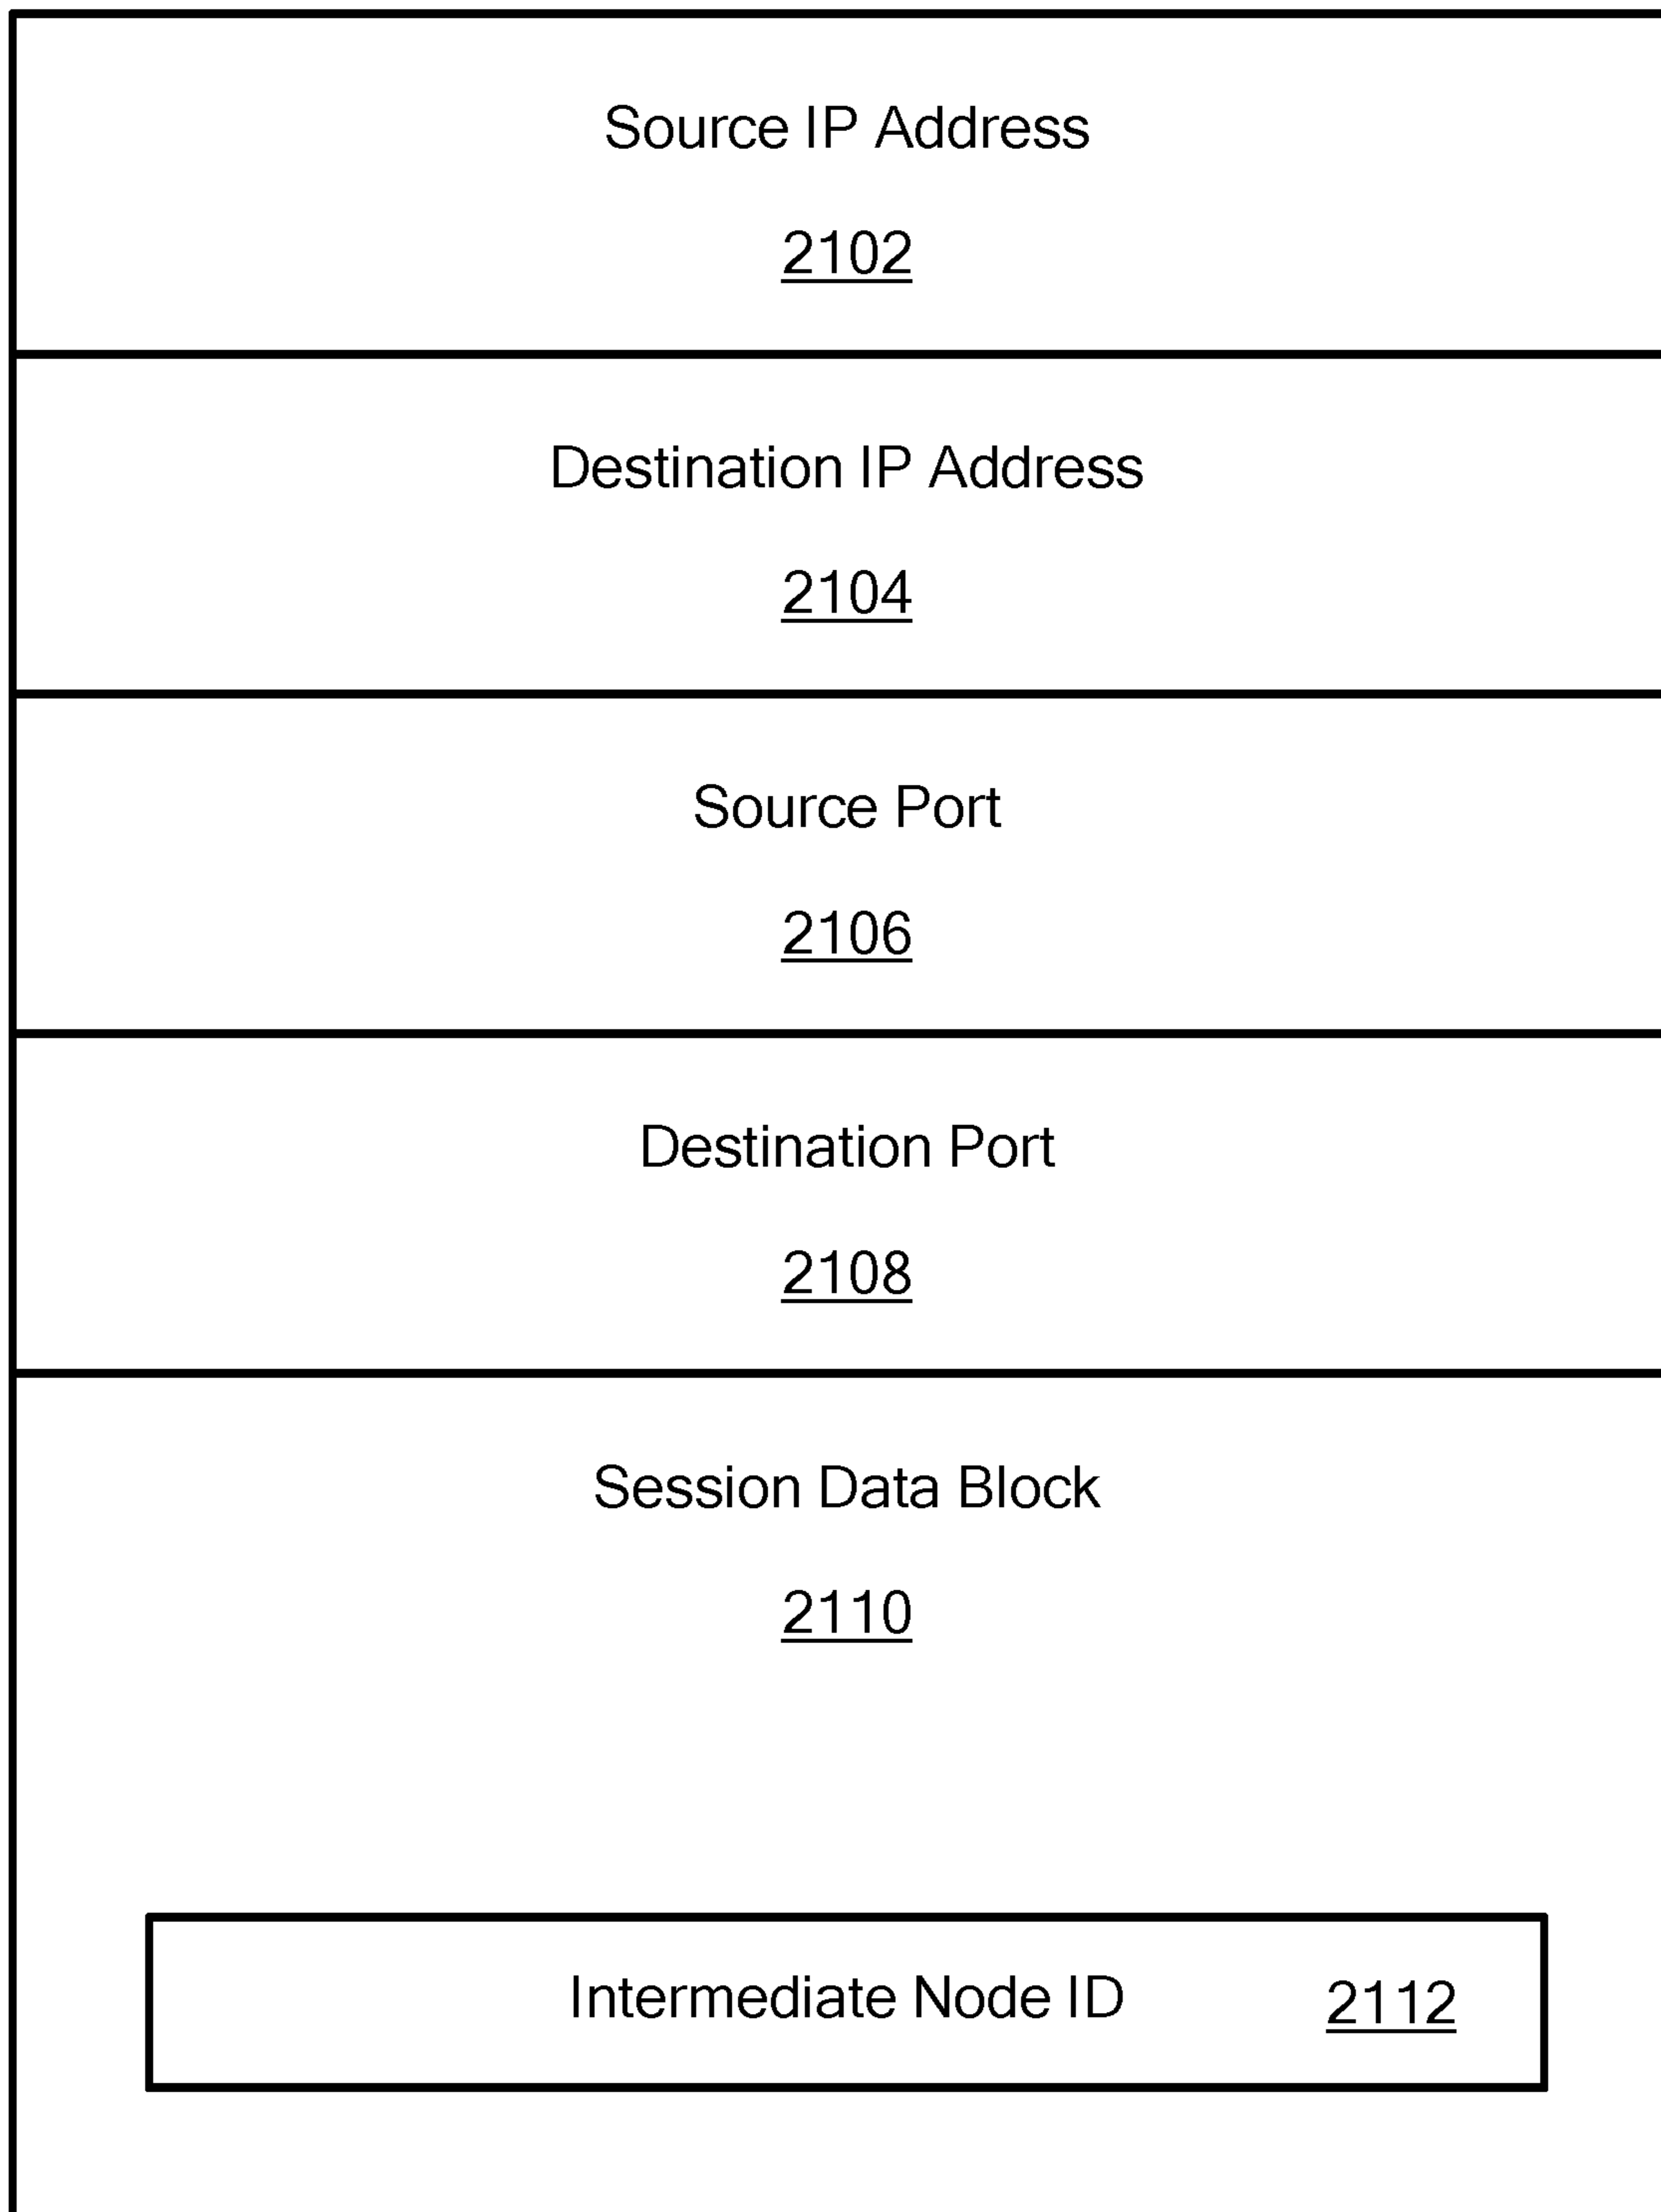 Source IP Address
2102
Destination IP Address
2104
Source Port
2106
Destination Port
2108
Session Data Block
2110
Intermediate Node ID 2112